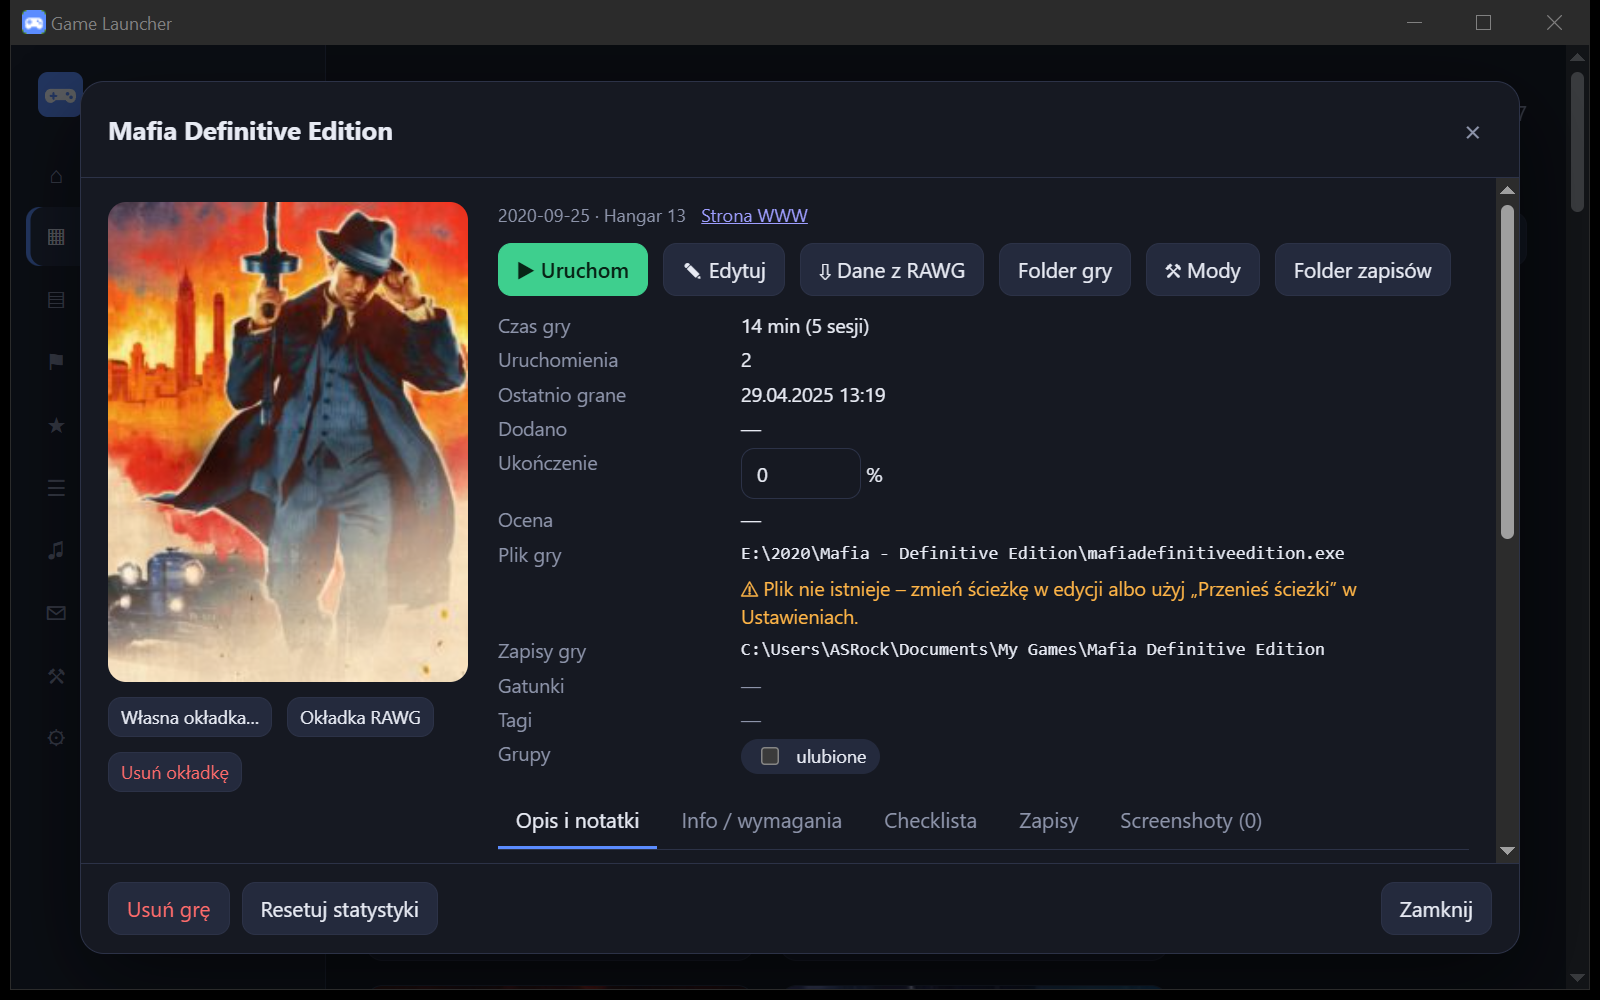 Game Launcher
Mafia Definitive Edition
2020-09-25 · Hangar 13 Strona WWW
▶ Uruchom
✎ Edytuj
⇩ Dane z RAWG
Folder gry
⚒ Mody
Folder zapisów
Czas gry 14 min (5 sesji)
Uruchomienia 2
Ostatnio grane 29.04.2025 13:19
Dodano —
Ukończenie 0 %
Ocena —
Plik gry E:\2020\Mafia - Definitive Edition\mafiadefinitiveedition.exe
⚠ Plik nie istnieje – zmień ścieżkę w edycji albo użyj „Przenieś ścieżki” w
Ustawieniach.
Zapisy gry C:\Users\ASRock\Documents\My Games\Mafia Definitive Edition
Gatunki —
Tagi —
Grupy ulubione
Własna okładka...
Okładka RAWG
Usuń okładkę
Opis i notatki
Info / wymagania
Checklista
Zapisy
Screenshoty (0)
Usuń grę
Resetuj statystyki
Zamknij